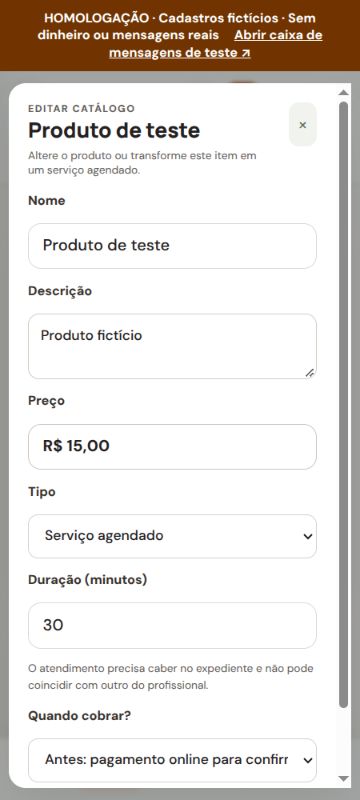 HOMOLOGAÇÃO · Cadastros fictícios · Sem
dinheiro ou mensagens reais Abrir caixa de
mensagens de teste ↗
EDITAR CATÁLOGO
Produto de teste
×
Altere o produto ou transforme este item em
um serviço agendado.
Nome
Produto de teste
Descrição
Produto fictício
Preço
R$ 15,00
Tipo
Serviço agendado
Duração (minutos)
30
O atendimento precisa caber no expediente e não pode
coincidir com outro do profissional.
Quando cobrar?
Antes: pagamento online para confirr